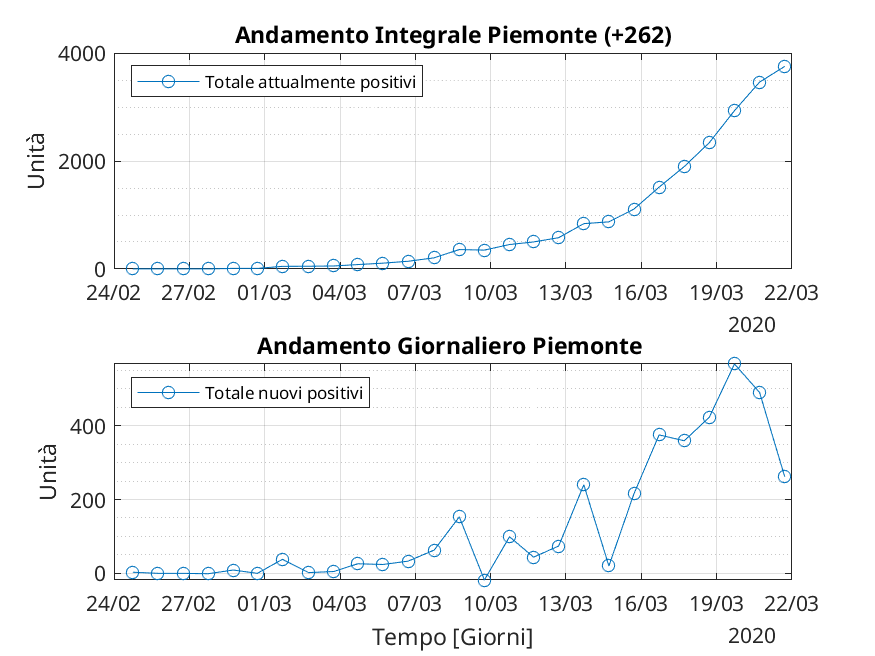 Andamento Integrale Piemonte (+262)
Totale attualmente positivi
Unità
4000
2000
0
24/02 27/02 01/03 04/03 07/03 10/03 13/03 16/03 19/03 22/03
2020
Andamento Giornaliero Piemonte
Totale nuovi positivi
Unità
400
200
0
24/02 27/02 01/03 04/03 07/03 10/03 13/03 16/03 19/03 22/03
Tempo [Giorni]
2020